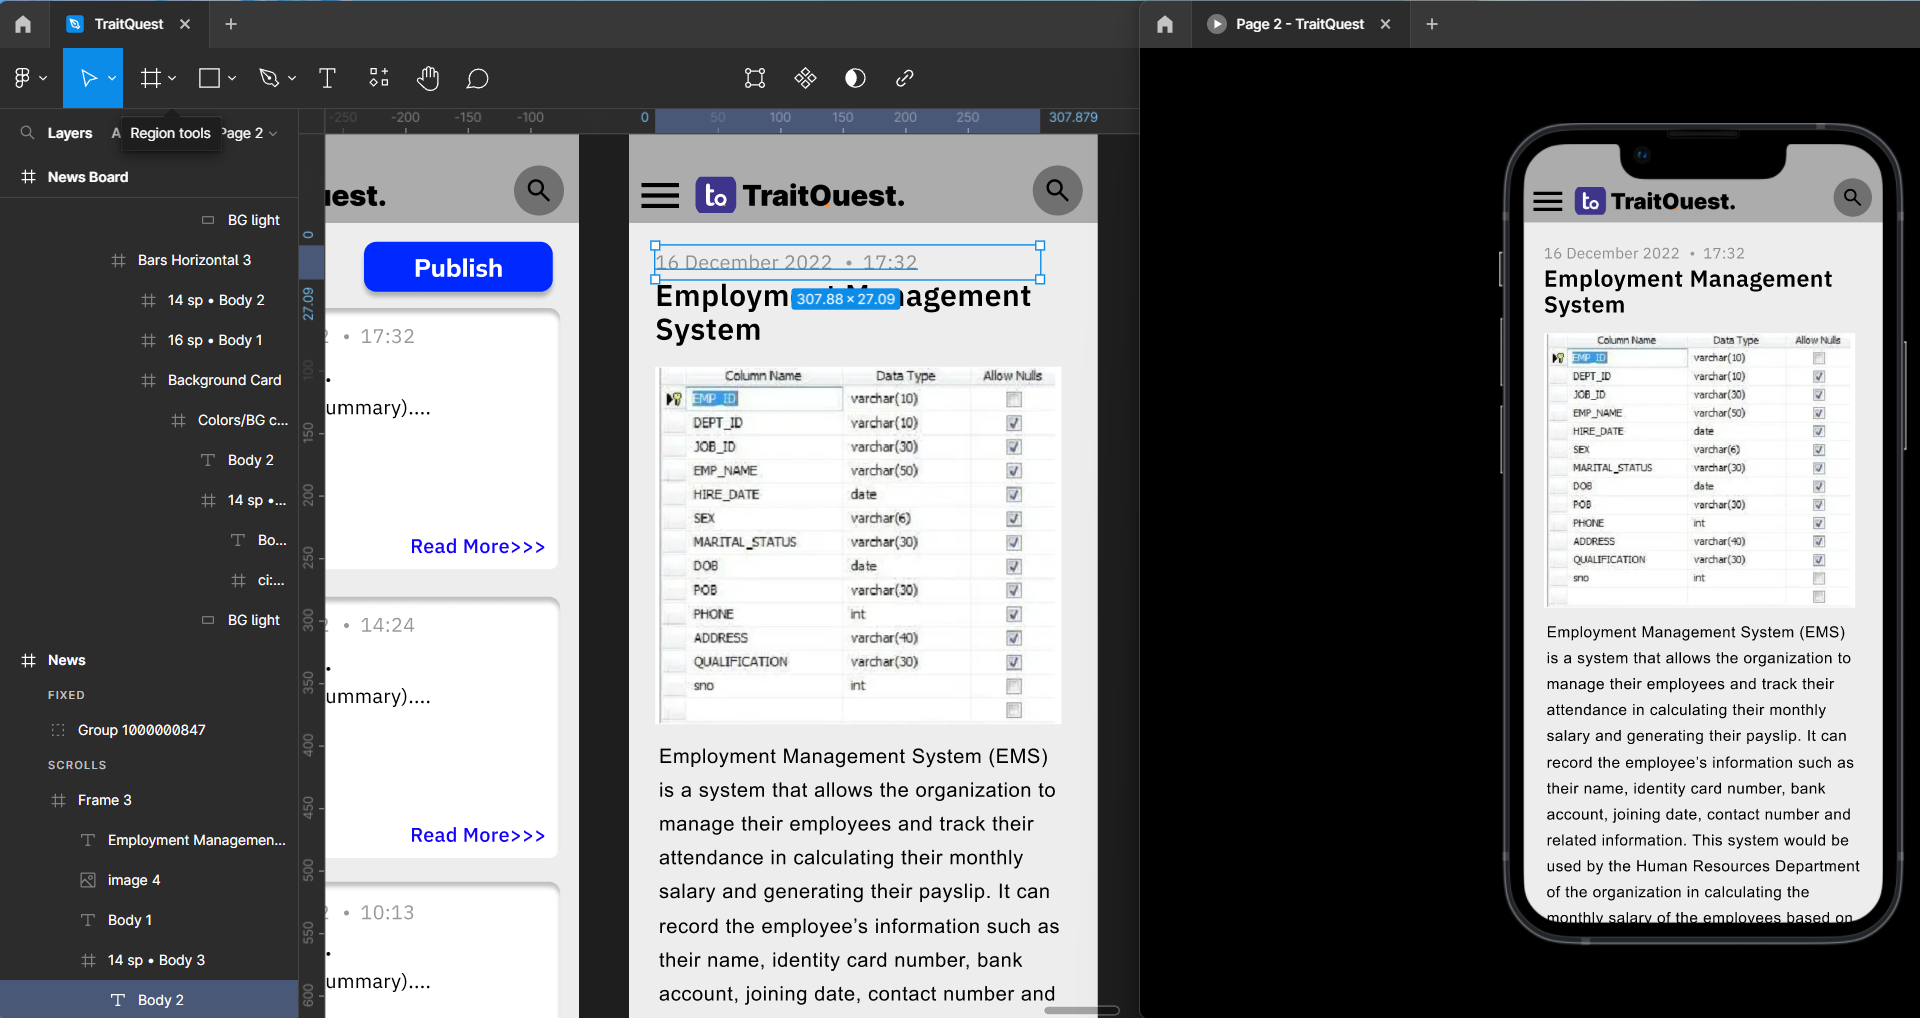 TraitQuest
Page 2 - TraitQuest
Layers
A
Page 2
Region tools
News Board
BG light
Bars Horizontal 3
14 sp • Body 2
16 sp • Body 1
Background Card
Colors/BG c...
Body 2
14 sp •...
Bo...
ci:...
BG light
News
FIXED
Group 1000000847
SCROLLS
Frame 3
Employment Managemen...
image 4
Body 1
14 sp • Body 3
Body 2
-250 -200 -150 -100 0 50 100 150 200 250 307.879
0
27.09
100
150
200
250
300
350
400
450
500
550
600
uest.
Publish
2 • 17:32
.
ummary)....
Read More>>>
2 • 14:24
.
ummary)....
Read More>>>
2 • 10:13
.
ummary)....
to TraitQuest.
16 December 2022 • 17:32
307.88 × 27.09
Employm nagement
System
Column Name Data Type Allow Nulls
EMP_ID varchar(10)
DEPT_ID varchar(10)
JOB_ID varchar(30)
EMP_NAME varchar(50)
HIRE_DATE date
SEX varchar(6)
MARITAL_STATUS varchar(30)
DOB date
POB varchar(30)
PHONE int
ADDRESS varchar(40)
QUALIFICATION varchar(30)
sno int
Employment Management System (EMS)
is a system that allows the organization to
manage their employees and track their
attendance in calculating their monthly
salary and generating their payslip. It can
record the employee’s information such as
their name, identity card number, bank
account, joining date, contact number and
to TraitQuest.
16 December 2022 • 17:32
Employment Management
System
Column Name Data Type Allow Nulls
EMP_ID varchar(10)
DEPT_ID varchar(10)
JOB_ID varchar(30)
EMP_NAME varchar(50)
HIRE_DATE date
SEX varchar(6)
MARITAL_STATUS varchar(30)
DOB date
POB varchar(30)
PHONE int
ADDRESS varchar(40)
QUALIFICATION varchar(30)
sno int
Employment Management System (EMS)
is a system that allows the organization to
manage their employees and track their
attendance in calculating their monthly
salary and generating their payslip. It can
record the employee’s information such as
their name, identity card number, bank
account, joining date, contact number and
related information. This system would be
used by the Human Resources Department
of the organization in calculating the
monthly salary of the employees based on